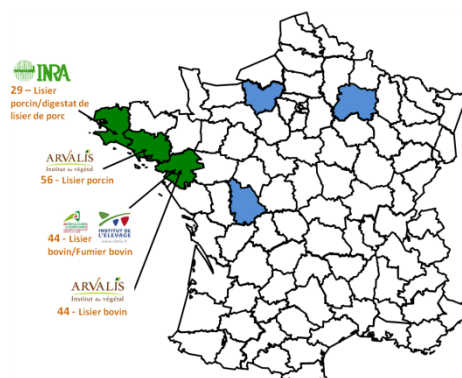 INRA
29 – Lisier
porcin/digestat de
lisier de porc
ARVALIS
Institut du végétal
56 - Lisier porcin
INSTITUT DE
L'ELEVAGE
44 - Lisier
bovin/Fumier bovin
ARVALIS
Institut du végétal
44 - Lisier bovin